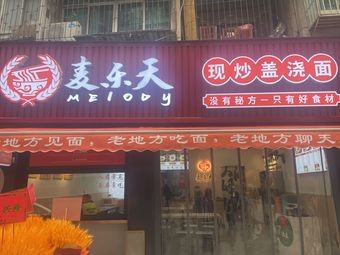 麦乐天
MELODY
现炒盖浇面
没有秘方一只有好食材
老地方见面，老地方吃面，老地方聊天